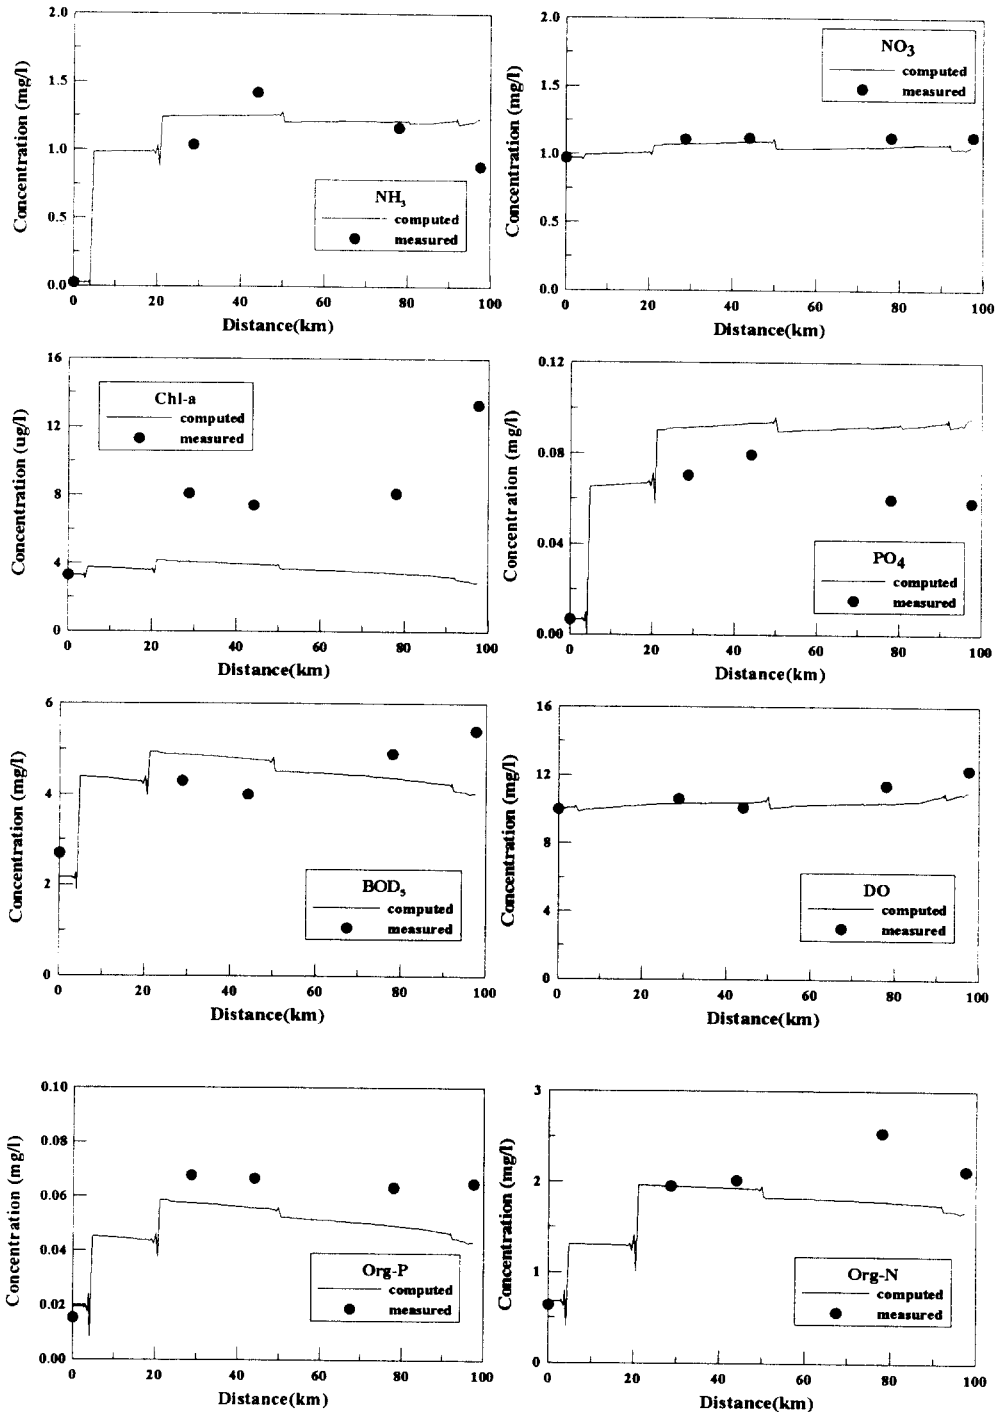 Concentration (mg/l)
2.0
1.5
1.0
0.5
0.0
NH3
computed
measured
0 20 40 60 80 100
Distance(km)
Concentration (mg/l)
2.0
1.5
1.0
1.0
0.0
NO3
computed
measured
0 20 40 60 80 100
Distance(km)
Concentration (ug/l)
16
12
8
4
0
Chl-a
computed
measured
0 20 40 60 80 100
Distance(km)
Concentration (mg/l)
0.12
0.08
0.04
0.00
PO4
computed
measured
0 20 40 60 80 100
Distance(km)
Concentration (mg/l)
6
4
2
0
BOD5
computed
measured
0 20 40 60 80 100
Distance(km)
Concentration (mg/l)
16
12
8
4
0
DO
computed
measured
0 20 40 60 80 100
Distance(km)
Concentration (mg/l)
0.10
0.08
0.06
0.04
0.02
0.00
Org-P
computed
measured
0 20 40 60 80 100
Distance(km)
Concentration (mg/l)
3
2
1
0
Org-N
computed
measured
0 20 40 60 80 100
Distance(km)